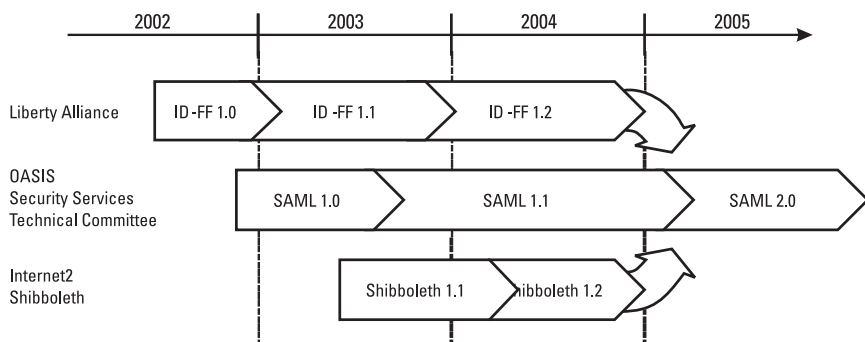 2002 2003 2004 2005
Liberty Alliance
ID -FF 1.0 ID -FF 1.1 ID -FF 1.2
OASIS
Security Services
Technical Committee
SAML 1.0 SAML 1.1 SAML 2.0
Internet2
Shibboleth
Shibboleth 1.1 hibboleth 1.2